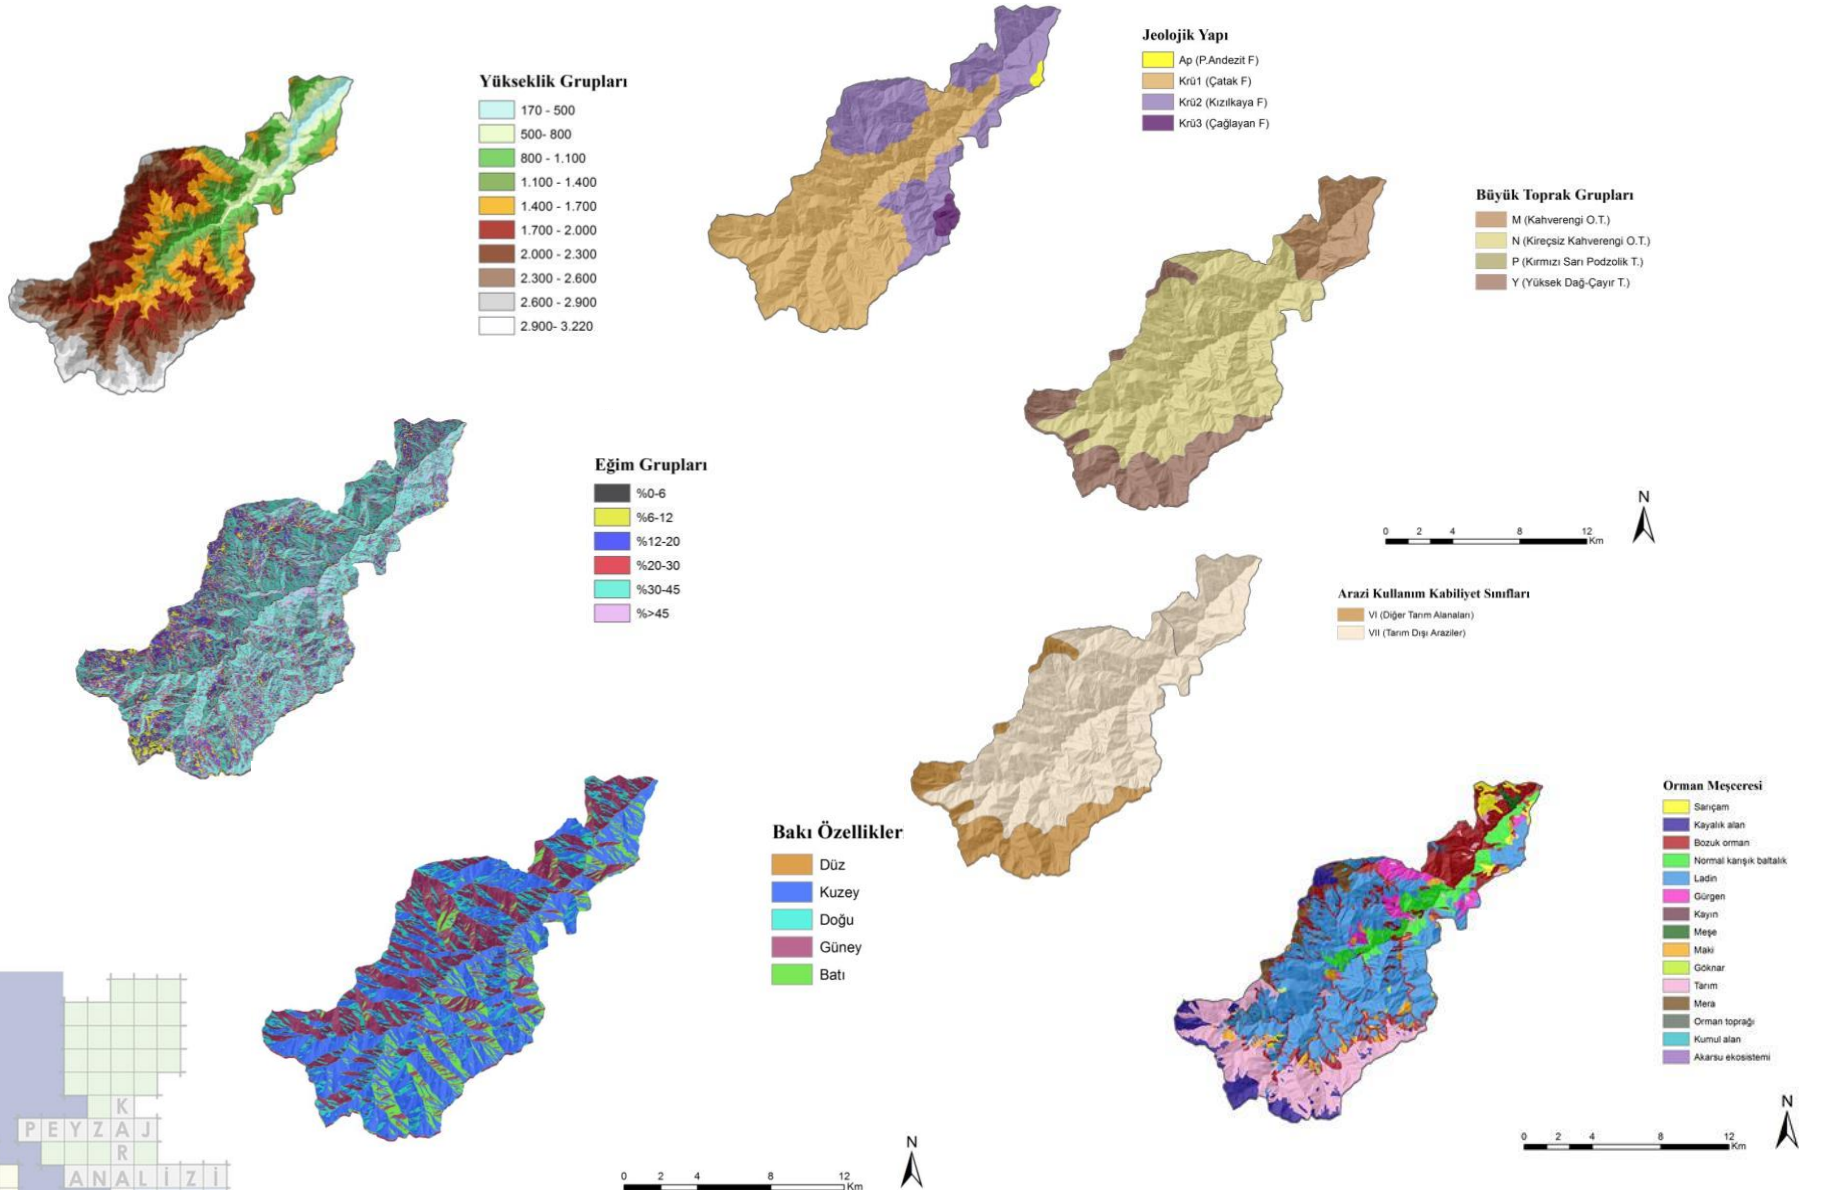 Yükseklik Grupları
170 - 500
500- 800
800 - 1.100
1.100 - 1.400
1.400 - 1.700
1.700 - 2.000
2.000 - 2.300
2.300 - 2.600
2.600 - 2.900
2.900- 3.220
Jeolojik Yapı
Ap (P.Andezit F)
Krü1 (Çatak F)
Krü2 (Kızılkaya F)
Krü3 (Çağlayan F)
Büyük Toprak Grupları
M (Kahverengi O.T.)
N (Kireçsiz Kahverengi O.T.)
P (Kırmızı Sarı Podzolik T.)
Y (Yüksek Dağ-Çayır T.)
N
0 2 4 8 12
Km
Eğim Grupları
%0-6
%6-12
%12-20
%20-30
%30-45
%>45
Arazi Kullanım Kabiliyet Sınıfları
VI (Diğer Tarım Alanaları)
VII (Tarım Dışı Araziler)
Bakı Özellikler
Düz
Kuzey
Doğu
Güney
Batı
Orman Meşceresi
Sarıçam
Kayalık alan
Bozuk orman
Normal karışık baltalık
Ladin
Gürgen
Kayın
Meşe
Maki
Göknar
Tarım
Mera
Orman toprağı
Kumul alan
Akarsu ekosistemi
N
0 2 4 8 12
Km
N
0 2 4 8 12
Km
K
PEYZAJ
R
ANALİZİ